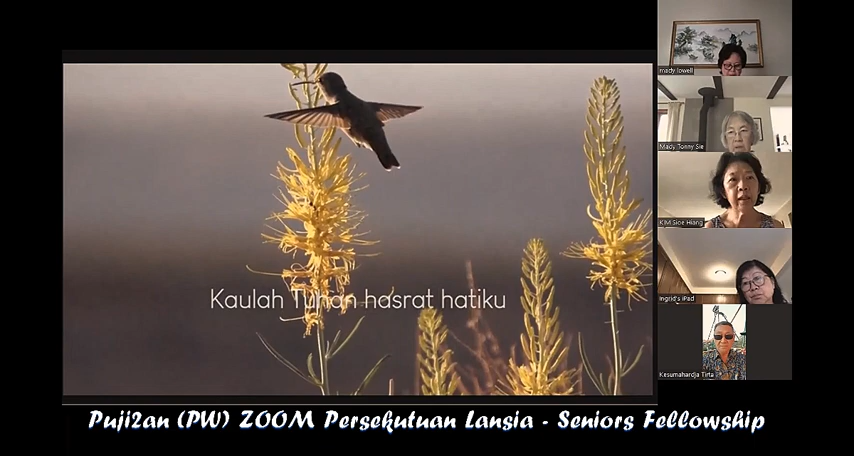 mady lowell
Mady Tonny Sie
KIM Sioe Hiang
Kaulah Tuhan hasrat hatiku
Ingrid's iPad
Kesumahardja Tirta
Puji2an (PW) ZOOM Persekutuan Lansia - Seniors Fellowship